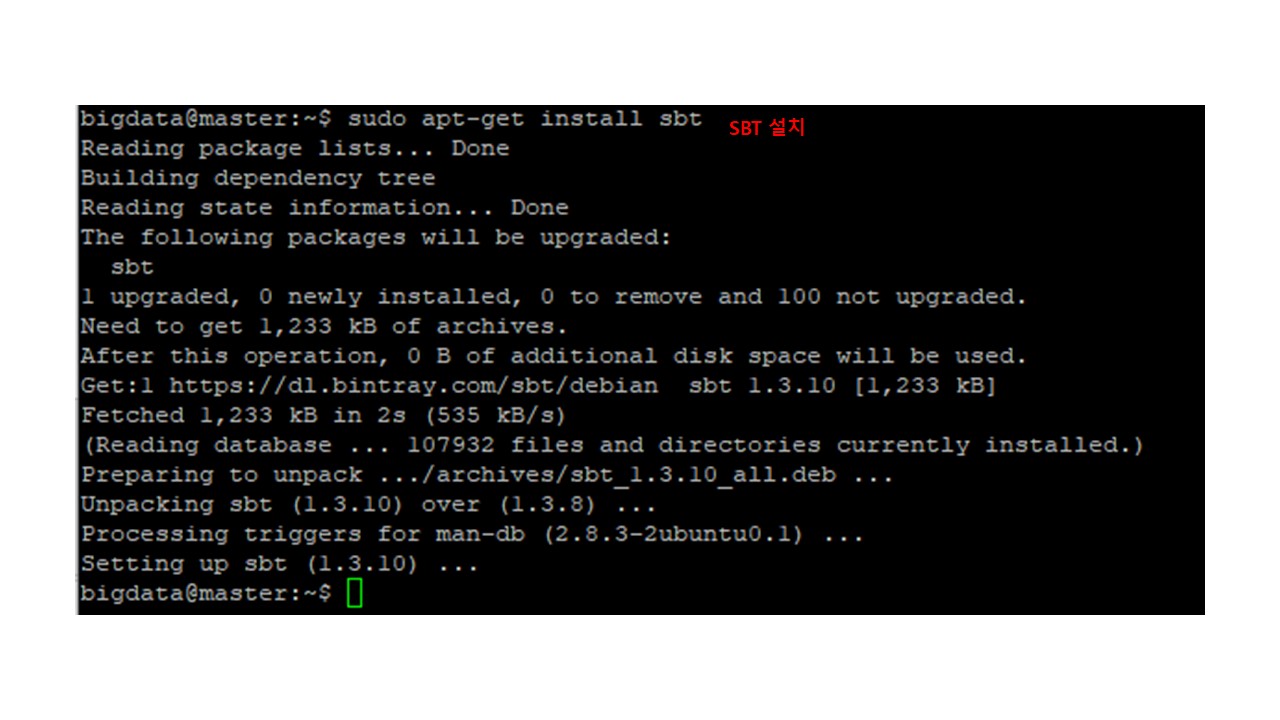 bigdata@master:~$ sudo apt-get install sbt
SBT 설치
Reading package lists... Done
Building dependency tree
Reading state information... Done
The following packages will be upgraded:
  sbt
1 upgraded, 0 newly installed, 0 to remove and 100 not upgraded.
Need to get 1,233 kB of archives.
After this operation, 0 B of additional disk space will be used.
Get:1 https://dl.bintray.com/sbt/debian  sbt 1.3.10 [1,233 kB]
Fetched 1,233 kB in 2s (535 kB/s)
(Reading database ... 107932 files and directories currently installed.)
Preparing to unpack .../archives/sbt_1.3.10_all.deb ...
Unpacking sbt (1.3.10) over (1.3.8) ...
Processing triggers for man-db (2.8.3-2ubuntu0.1) ...
Setting up sbt (1.3.10) ...
bigdata@master:~$